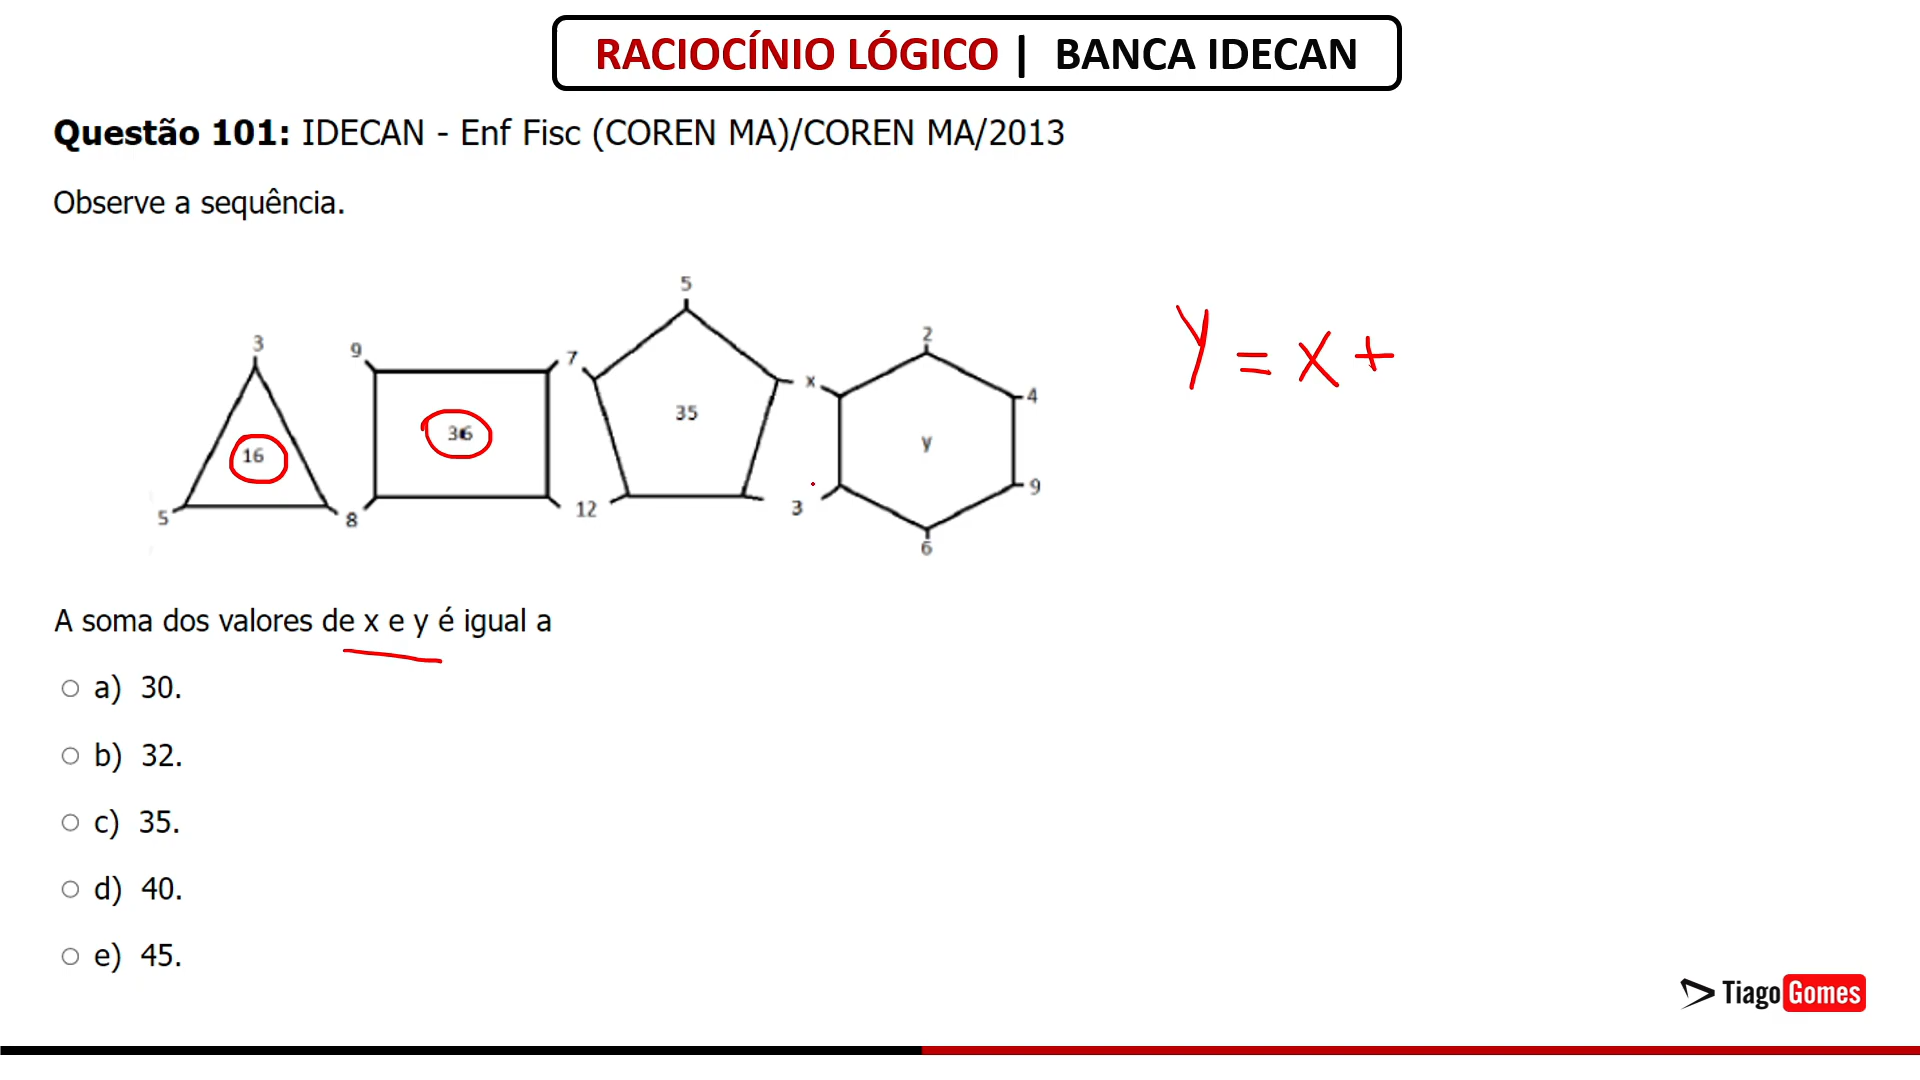 RACIOCÍNIO LÓGICO | BANCA IDECAN
Questão 101: IDECAN - Enf Fisc (COREN MA)/COREN MA/2013
Observe a sequência.
5
3
9
7
x
2
4
16
36
35
y
5
8
12
3
9
6
y = x +
A soma dos valores de x e y é igual a
a) 30.
b) 32.
c) 35.
d) 40.
e) 45.
Tiago Gomes